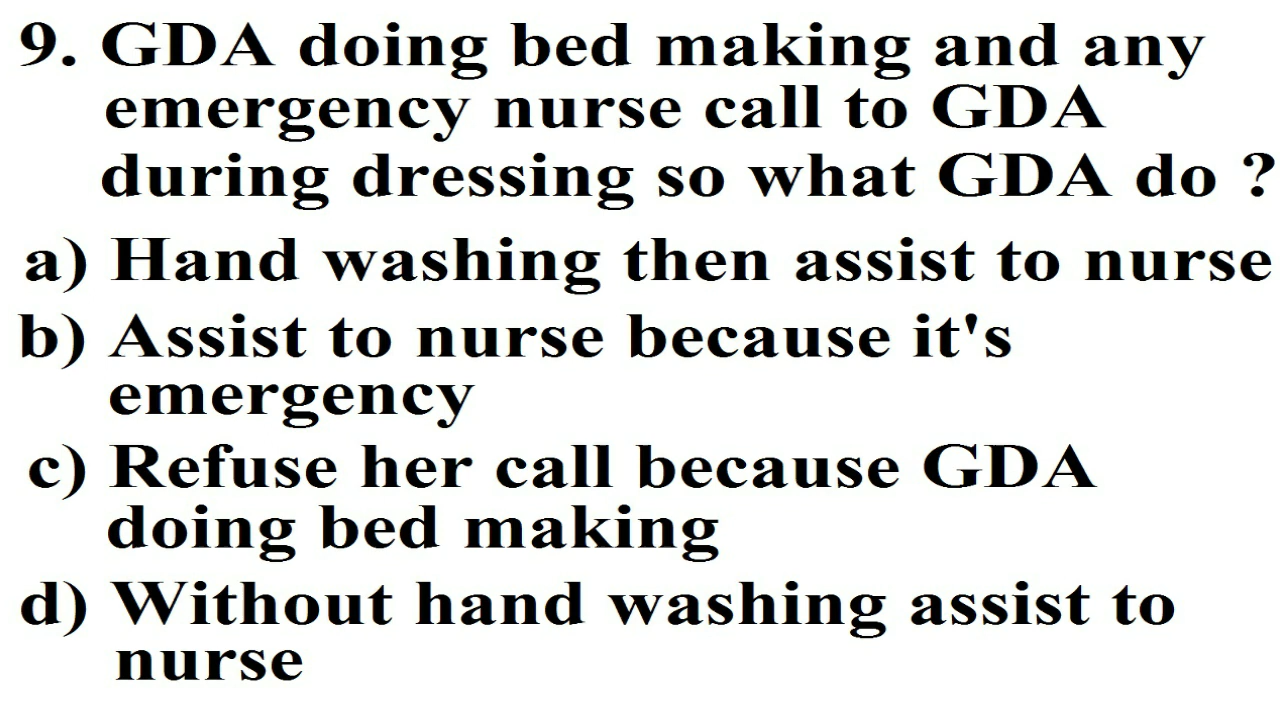 9. GDA doing bed making and any
emergency nurse call to GDA
during dressing so what GDA do ?
a) Hand washing then assist to nurse
b) Assist to nurse because it's
emergency
c) Refuse her call because GDA
doing bed making
d) Without hand washing assist to
nurse